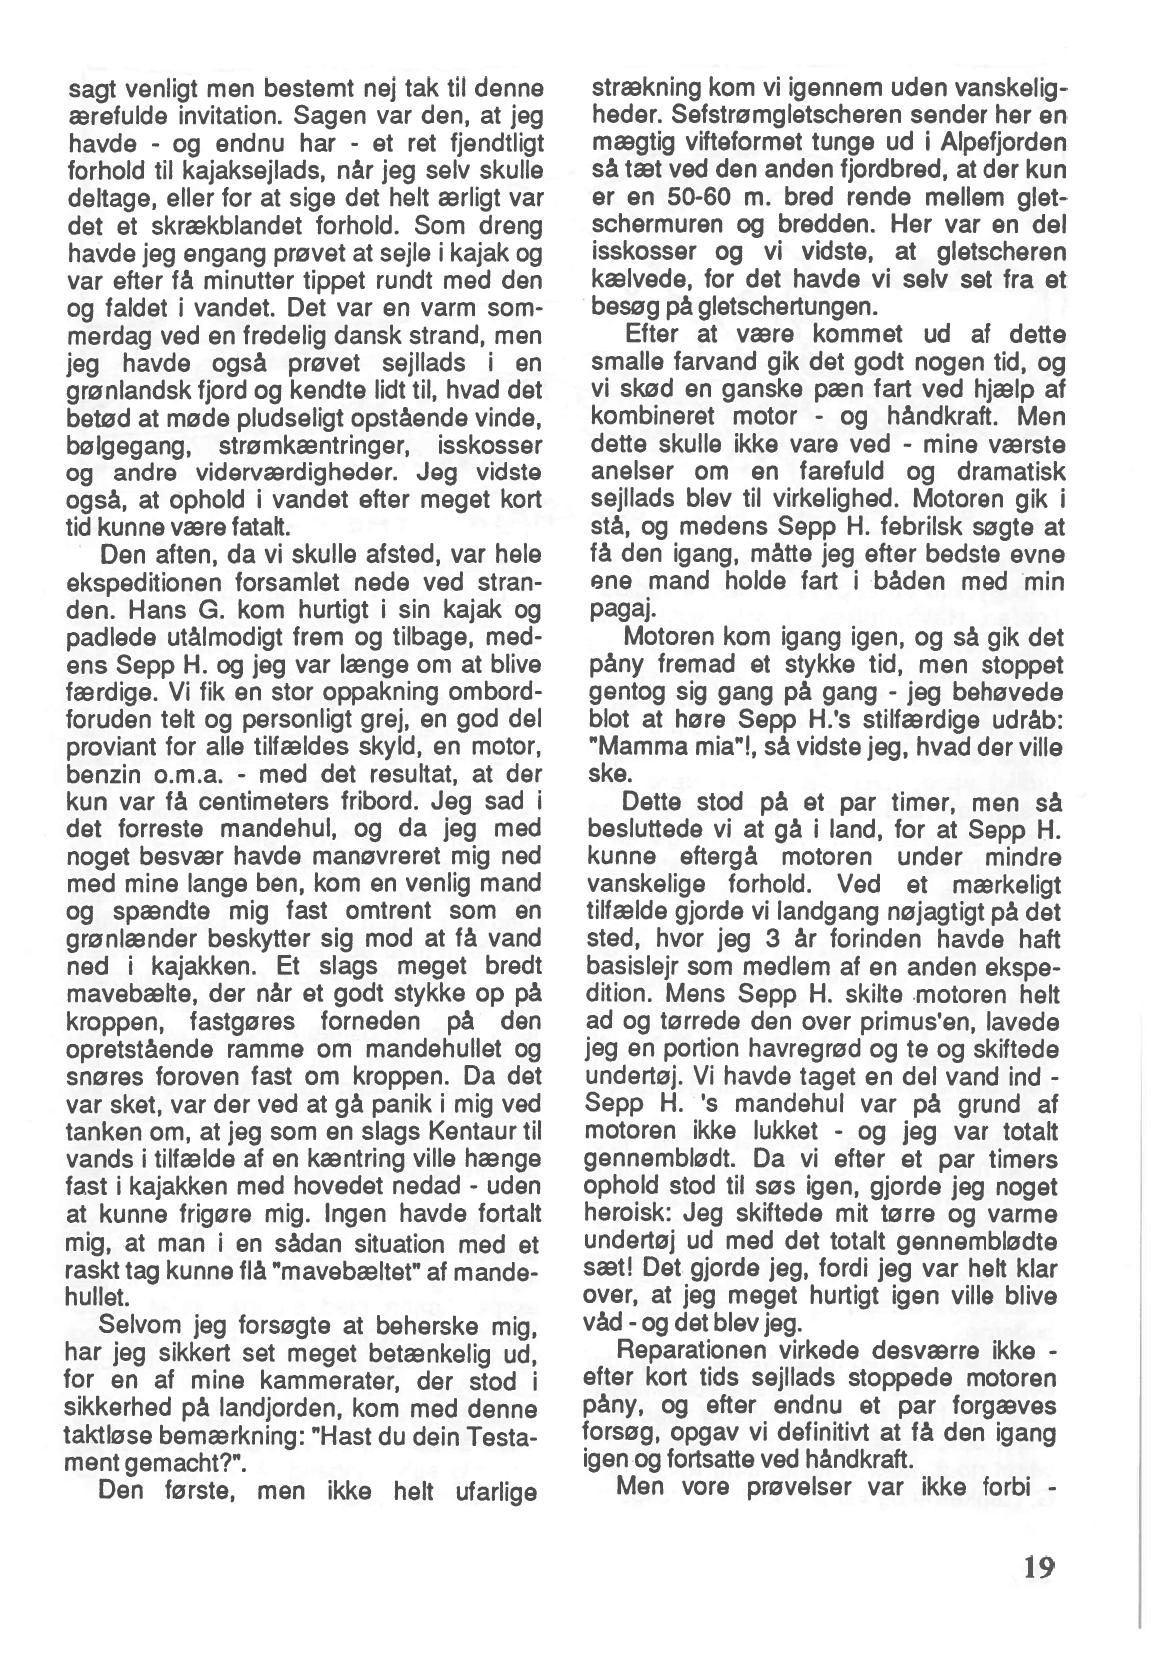 sagt venligt men bestemt nej tak til denne
ærefulde invitation. Sagen var den, at jeg
havde - og endnu har - et ret fjendtligt
forhold til kajaksejlads, når jeg selv skulle
deltage, eller for at sige det helt ærligt var
det et skrækblandet forhold. Som dreng
havde jeg engang prøvet at sejle i kajak og
var efter få minutter tippet rundt med den
og faldet i vandet. Det var en varm som-
merdag ved en fredelig dansk strand, men
jeg havde også prøvet sejllads i en
grønlandsk fjord og kendte lidt til, hvad det
betød at møde pludseligt opstående vinde,
bølgegang, strømkæntringer, isskosser
og andre viderværdigheder. Jeg vidste
også, at ophold i vandet efter meget kort
tid kunne være fatalt.
Den aften, da vi skulle afsted, var hele
ekspeditionen forsamlet nede ved stran-
den. Hans G. kom hurtigt i sin kajak og
padlede utålmodigt frem og tilbage, med-
ens Sepp H. og jeg var længe om at blive
færdige. Vi fik en stor oppakning ombord-
foruden telt og personligt grej, en god del
proviant for alle tilfældes skyld, en motor,
benzin o.m.a. - med det resultat, at der
kun var få centimeters fribord. Jeg sad i
det forreste mandehul, og da jeg med
noget besvær havde manøvreret mig ned
med mine lange ben, kom en venlig mand
og spændte mig fast omtrent som en
grønlænder beskytter sig mod at få vand
ned i kajakken. Et slags meget bredt
mavebælte, der når et godt stykke op på
kroppen, fastgøres forneden på den
opretstående ramme om mandehullet og
snøres foroven fast om kroppen. Da det
var sket, var der ved at gå panik i mig ved
tanken om, at jeg som en slags Kentaur til
vands i tilfælde af en kæntring ville hænge
fast i kajakken med hovedet nedad - uden
at kunne frigøre mig. Ingen havde fortalt
mig, at man i en sådan situation med et
raskt tag kunne flå "mavebæltet" af mande-
hullet.
Selvom jeg forsøgte at beherske mig,
har jeg sikkert set meget betænkelig ud,
for en af mine kammerater, der stod i
sikkerhed på landjorden, kom med denne
taktløse bemærkning: "Hast du dein Testa-
ment gemacht?".
Den første, men ikke helt ufarlige
strækning kom vi igennem uden vanskelig-
heder. Sefstrømgletscheren sender her en
mægtig vifteformet tunge ud i Alpefjorden
så tæt ved den anden fjordbred, at der kun
er en 50-60 m. bred rende mellem glet-
schermuren og bredden. Her var en del
isskosser og vi vidste, at gletscheren
kælvede, for det havde vi selv set fra et
besøg på gletschertungen.
Efter at være kommet ud af dette
smalle farvand gik det godt nogen tid, og
vi skød en ganske pæn fart ved hjælp af
kombineret motor - og håndkraft. Men
dette skulle ikke vare ved - mine værste
anelser om en farefuld og dramatisk
sejllads blev til virkelighed. Motoren gik i
stå, og medens Sepp H. febrilsk søgte at
få den igang, måtte jeg efter bedste evne
ene mand holde fart i båden med min
pagaj.
Motoren kom igang igen, og så gik det
påny fremad et stykke tid, men stoppet
gentog sig gang på gang - jeg behøvede
blot at høre Sepp H.'s stilfærdige udråb:
"Mamma mia"!, så vidste jeg, hvad der ville
ske.
Dette stod på et par timer, men så
besluttede vi at gå i land, for at Sepp H.
kunne eftergå motoren under mindre
vanskelige forhold. Ved et mærkeligt
tilfælde gjorde vi landgang nøjagtigt på det
sted, hvor jeg 3 år forinden havde haft
basislejr som medlem af en anden ekspe-
dition. Mens Sepp H. skilte motoren helt
ad og tørrede den over primus'en, lavede
jeg en portion havregrød og te og skiftede
undertøj. Vi havde taget en del vand ind -
Sepp H. 's mandehul var på grund af
motoren ikke lukket - og jeg var totalt
gennemblødt. Da vi efter et par timers
ophold stod til søs igen, gjorde jeg noget
heroisk: Jeg skiftede mit tørre og varme
undertøj ud med det totalt gennemblødte
sæt! Det gjorde jeg, fordi jeg var helt klar
over, at jeg meget hurtigt igen ville blive
våd - og det blev jeg.
Reparationen virkede desværre ikke -
efter kort tids sejllads stoppede motoren
påny, og efter endnu et par forgæves
forsøg, opgav vi definitivt at få den igang
igen og fortsatte ved håndkraft.
Men vore prøvelser var ikke forbi -
19